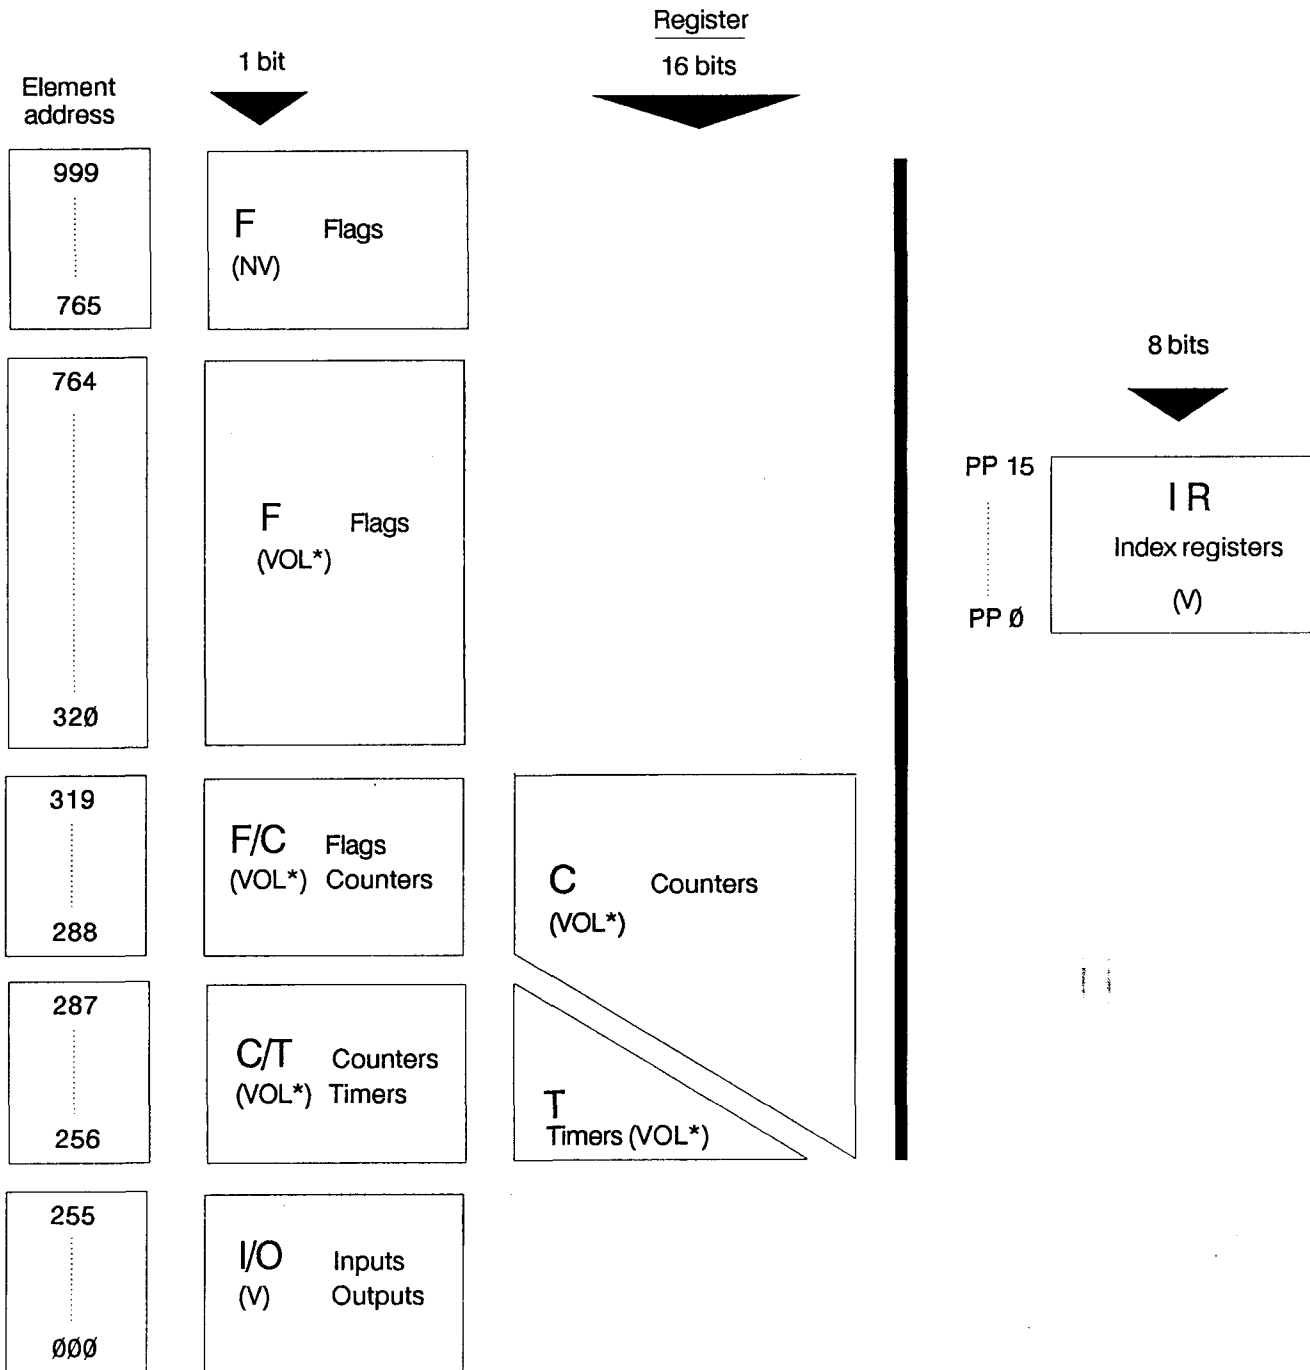 Register
1 bit
16 bits
Element
address
999
765
F Flags
(NV)
764
320
F Flags
(VOL*)
8 bits
PP 15
PP Ø
I R
Index registers
(V)
319
288
F/C Flags
(VOL*) Counters
C Counters
(VOL*)
287
256
C/T Counters
(VOL*) Timers
T
Timers (VOL*)
255
ØØØ
I/O Inputs
(V) Outputs